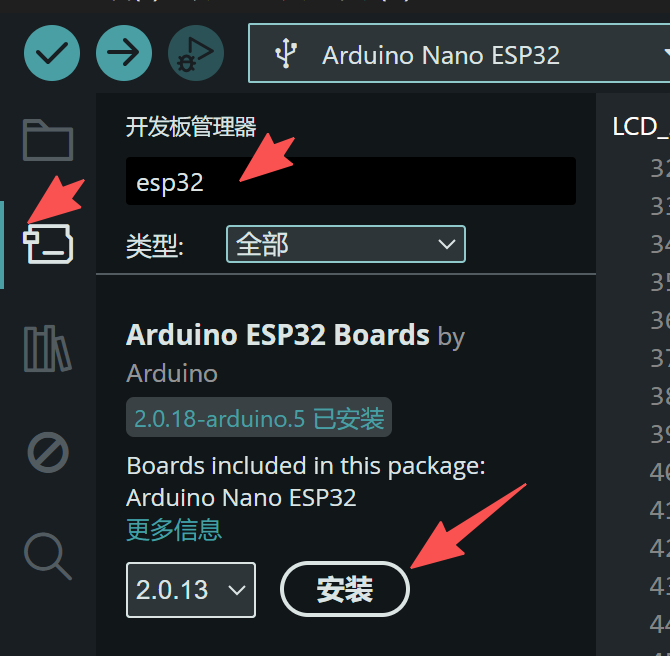 Arduino Nano ESP32
开发板管理器
LCD_
esp32
类型:
全部
Arduino ESP32 Boards by
Arduino
2.0.18-arduino.5 已安装
Boards included in this package:
Arduino Nano ESP32
更多信息
2.0.13
安装
33
34
36
37
38
39
40
41
42
43
44